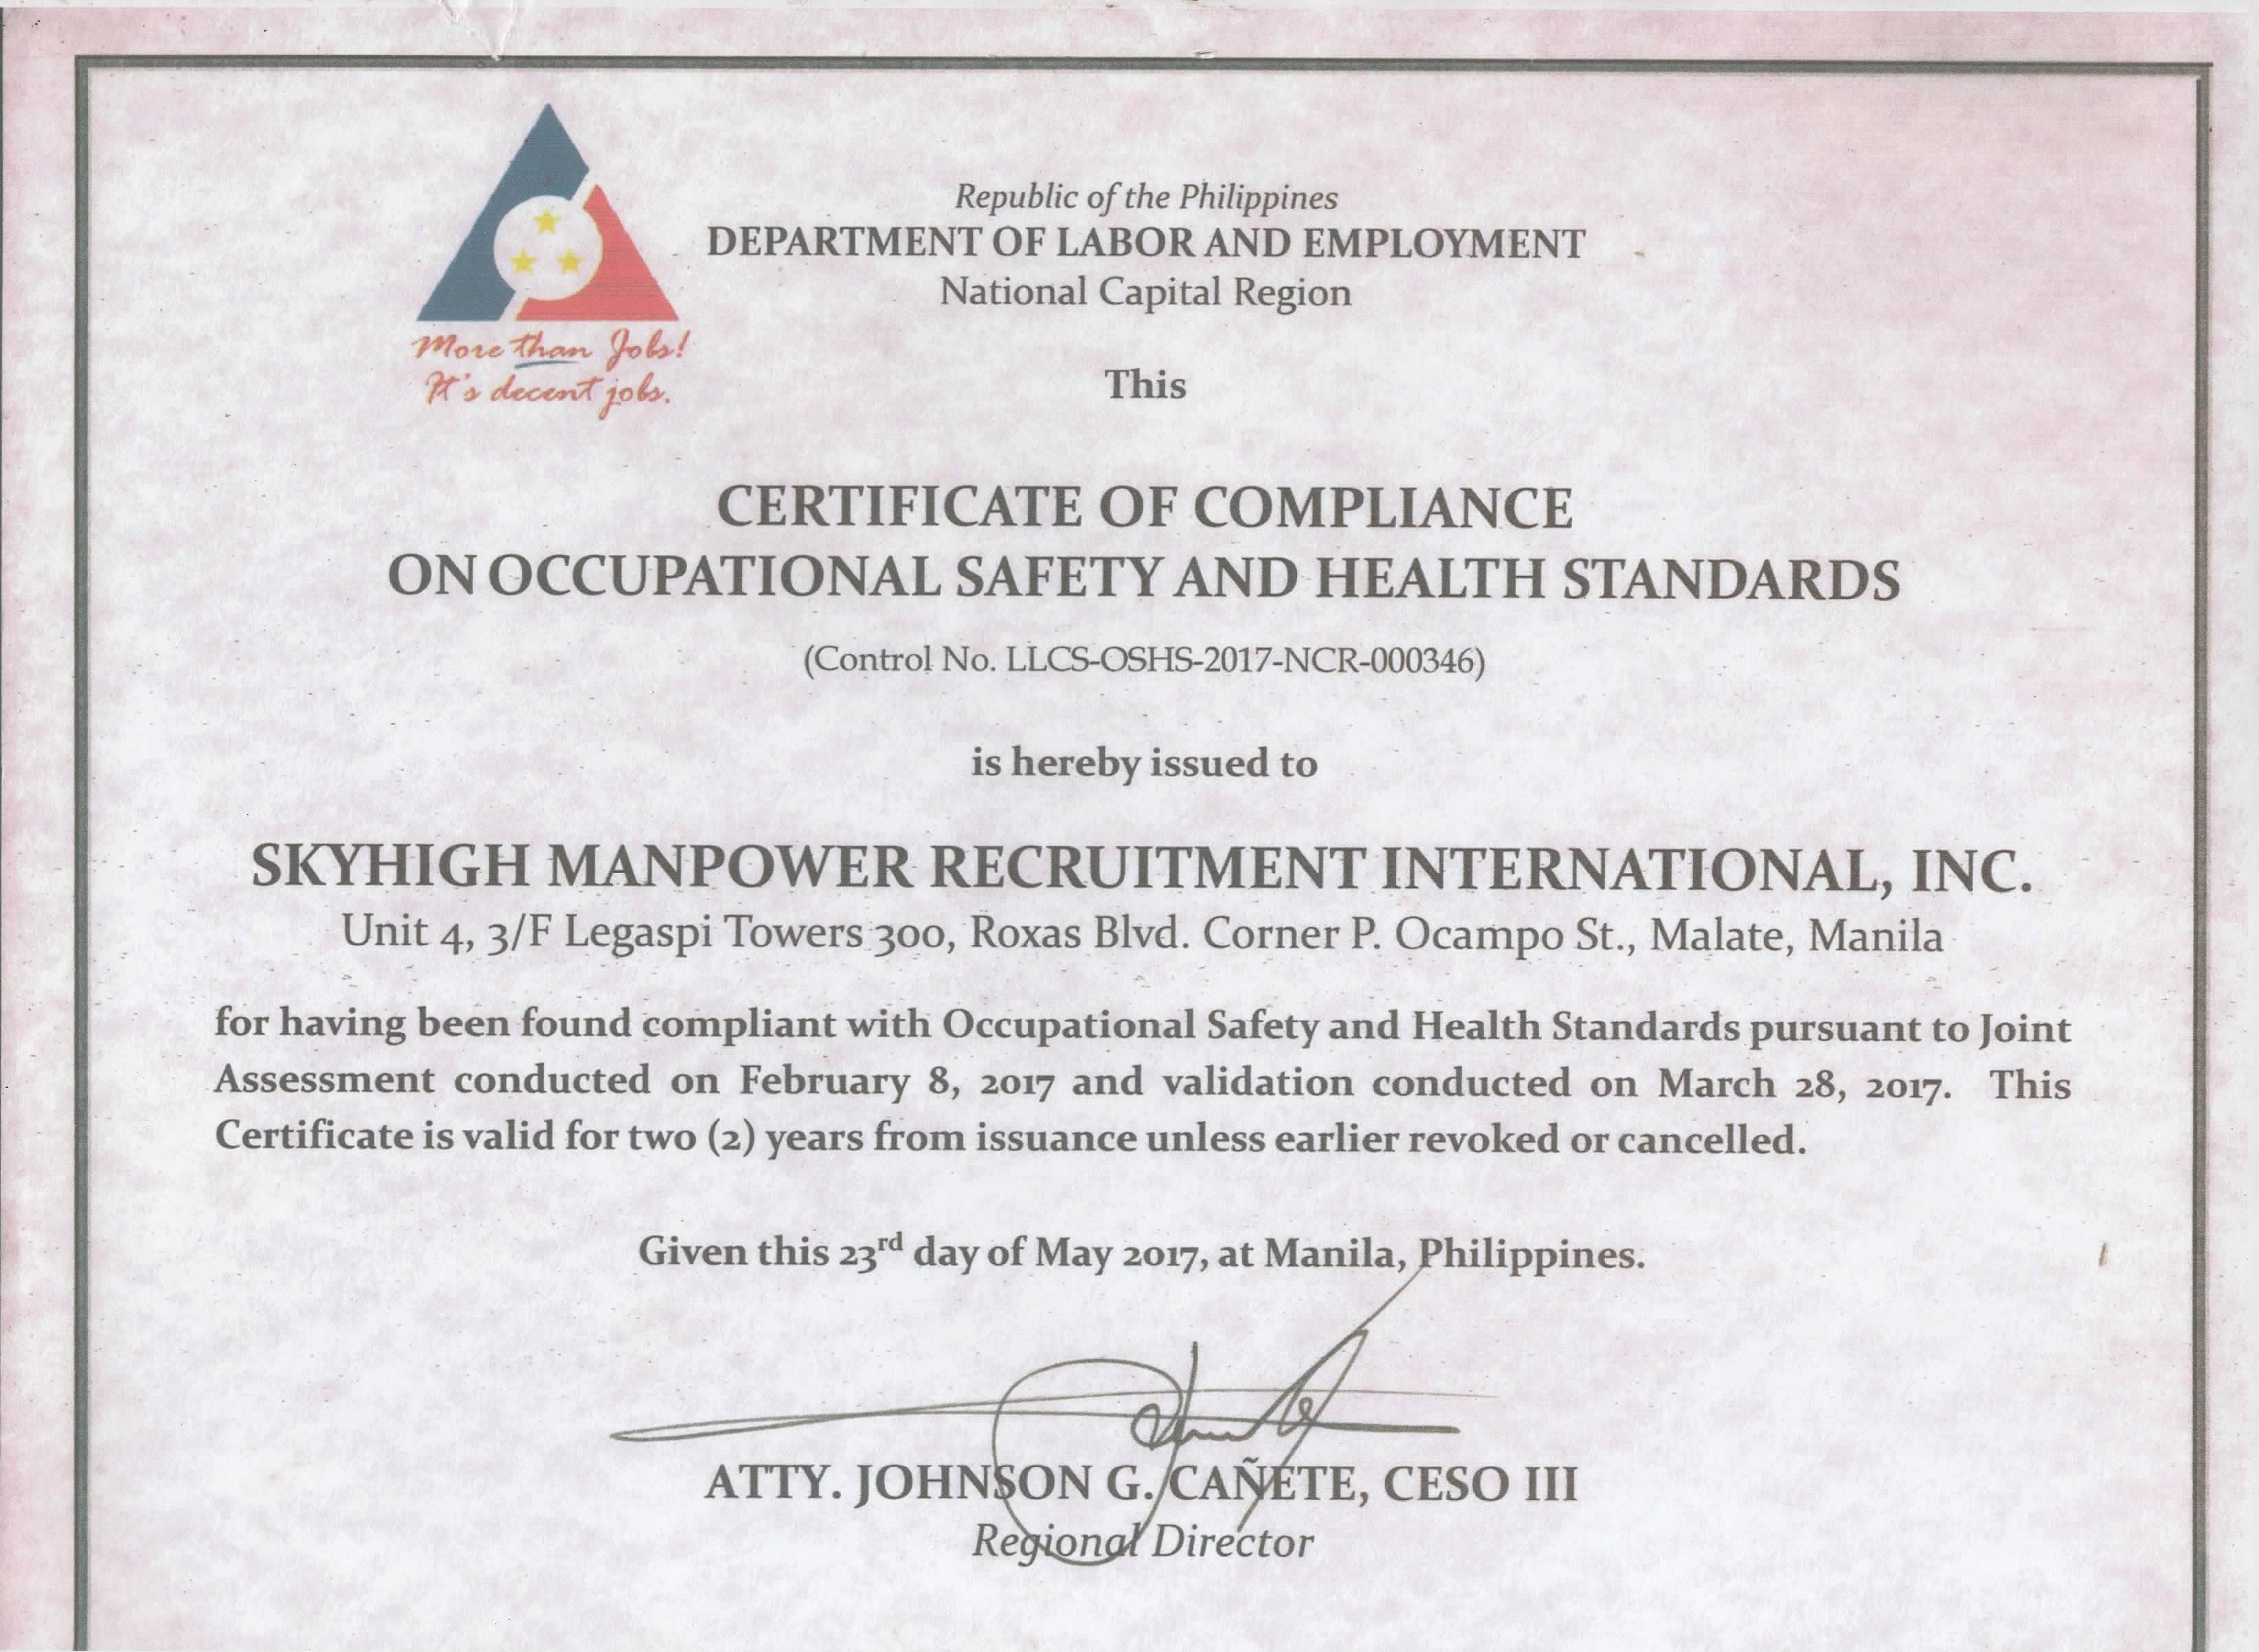 More than Jobs!
It's decent jobs.
Republic of the Philippines
DEPARTMENT OF LABOR AND EMPLOYMENT
National Capital Region
This
CERTIFICATE OF COMPLIANCE
ON OCCUPATIONAL SAFETY AND HEALTH STANDARDS
(Control No. LLCS-OSHS-2017-NCR-000346)
is hereby issued to
SKYHIGH MANPOWER RECRUITMENT INTERNATIONAL, INC.
Unit 4, 3/F Legaspi Towers 300, Roxas Blvd. Corner P. Ocampo St., Malate, Manila
for having been found compliant with Occupational Safety and Health Standards pursuant to Joint
Assessment conducted on February 8, 2017 and validation conducted on March 28, 2017. This
Certificate is valid for two (2) years from issuance unless earlier revoked or cancelled.
Given this 23rd day of May 2017, at Manila, Philippines.
ATTY. JOHNSON G. CAÑETE, CESO III
Regional Director